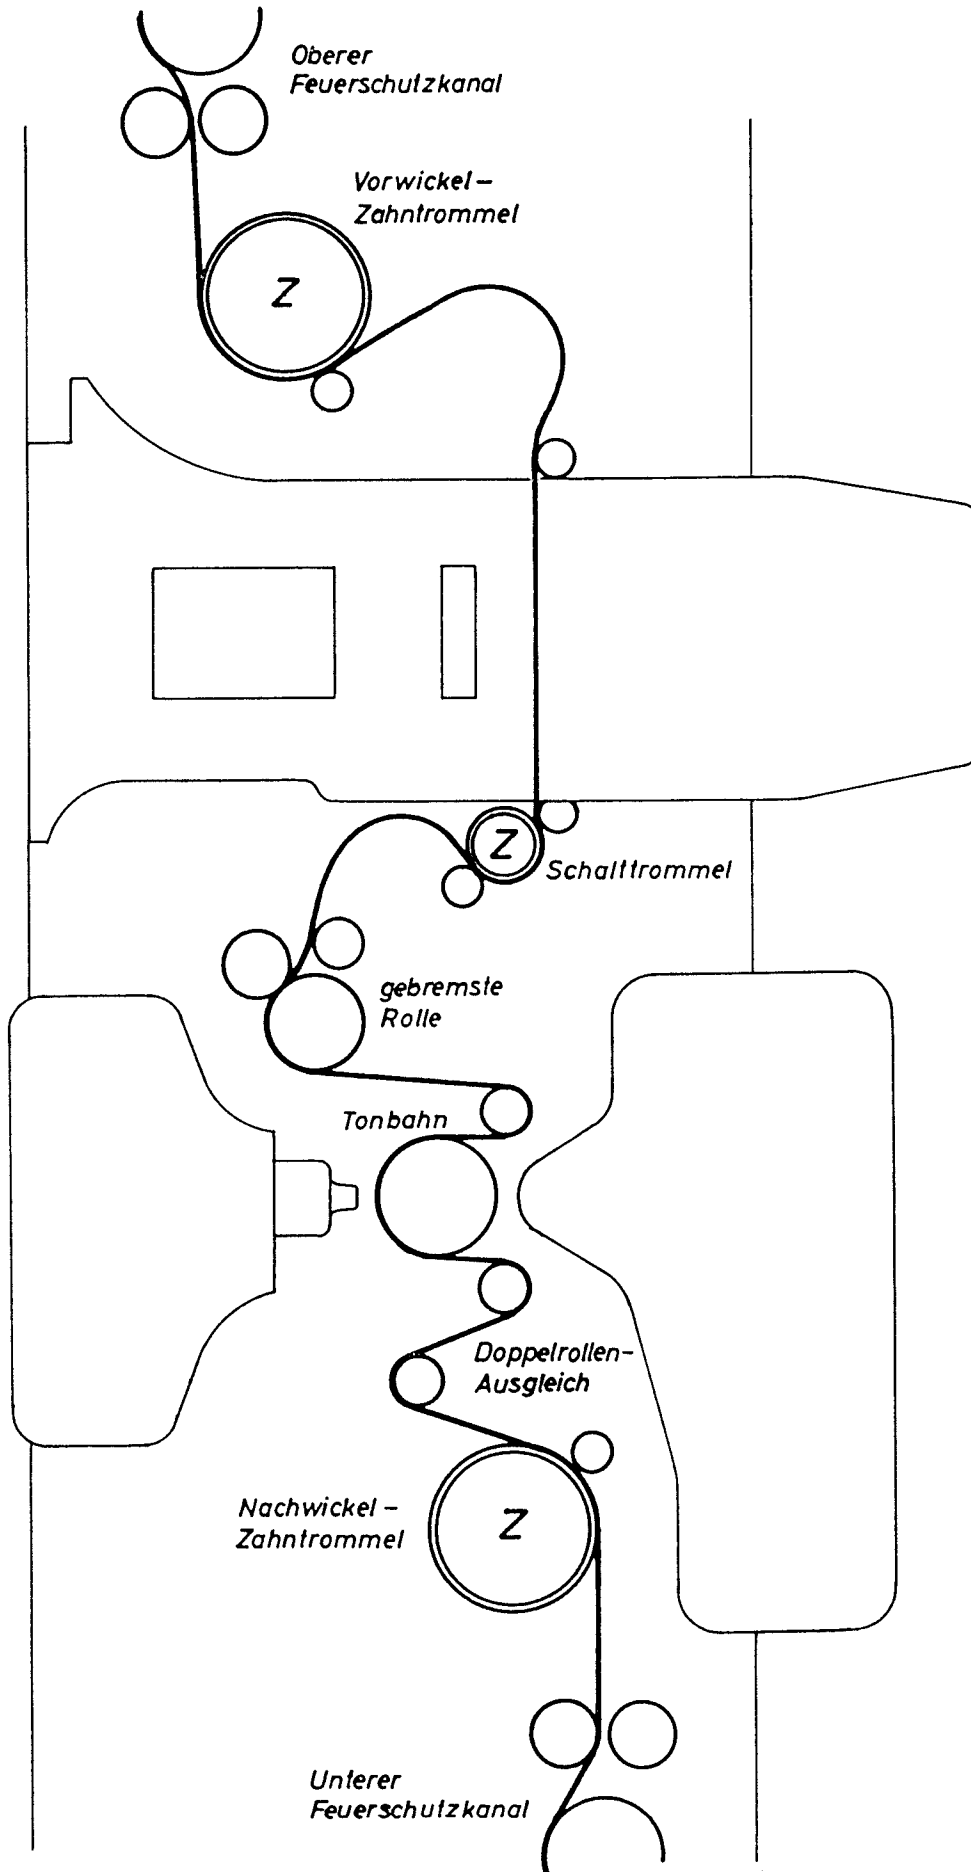 Oberer
Feuerschutzkanal
Vorwickel-
Zahntrommel
Z
Z
Schalttrommel
gebremste
Rolle
Tonbahn
Doppelrollen-
Ausgleich
Nachwickel-
Zahntrommel
Z
Unterer
Feuerschutzkanal